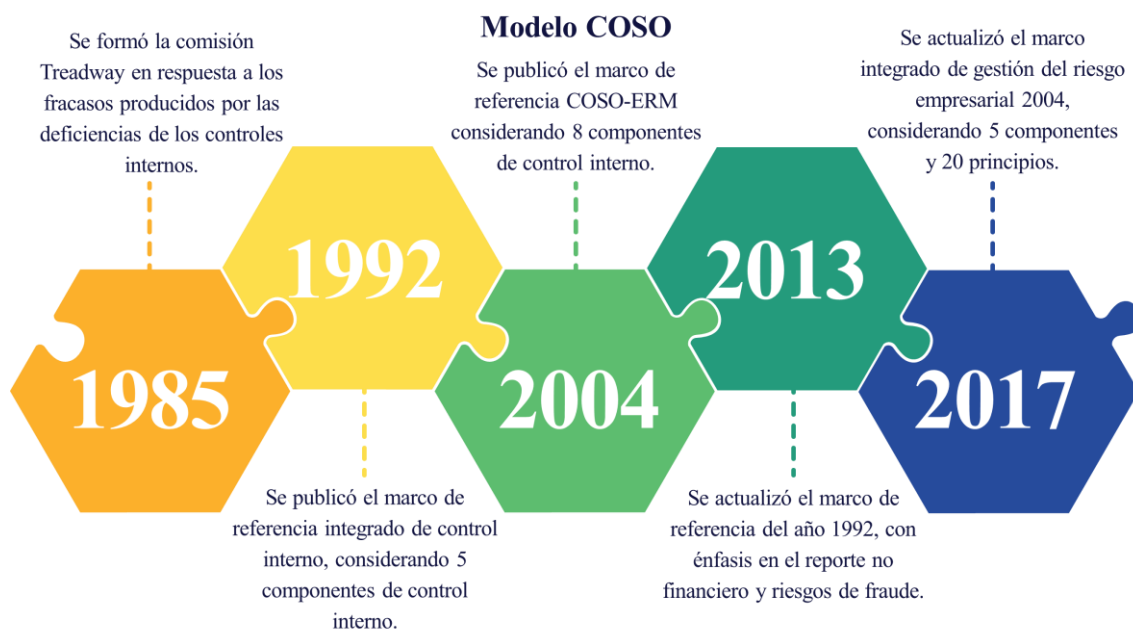 Modelo COSO
Se formó la comisión
Treadway en respuesta a los
fracasos producidos por las
deficiencias de los controles
internos.
1985
1992
Se publicó el marco de
referencia integrado de control
interno, considerando 5
componentes de control
interno.
Se publicó el marco de
referencia COSO-ERM
considerando 8 componentes
de control interno.
2004
2013
Se actualizó el marco de
referencia del año 1992, con
énfasis en el reporte no
financiero y riesgos de fraude.
Se actualizó el marco
integrado de gestión del riesgo
empresarial 2004,
considerando 5 componentes
y 20 principios.
2017